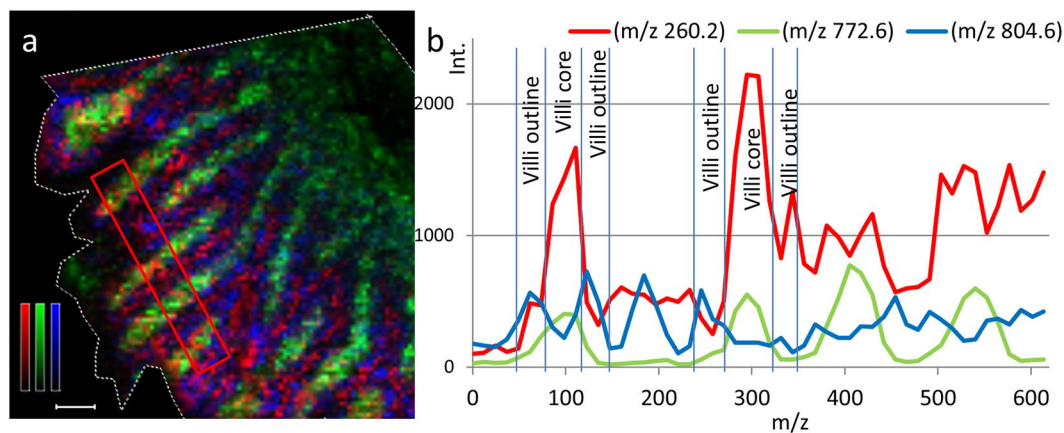 a
b
(m/z 260.2) (m/z 772.6) (m/z 804.6)
Int.
2000
1000
0
Villi outline
Villi core
Villi outline
Villi outline
Villi core
Villi outline
0 100 200 300 400 500 600
m/z